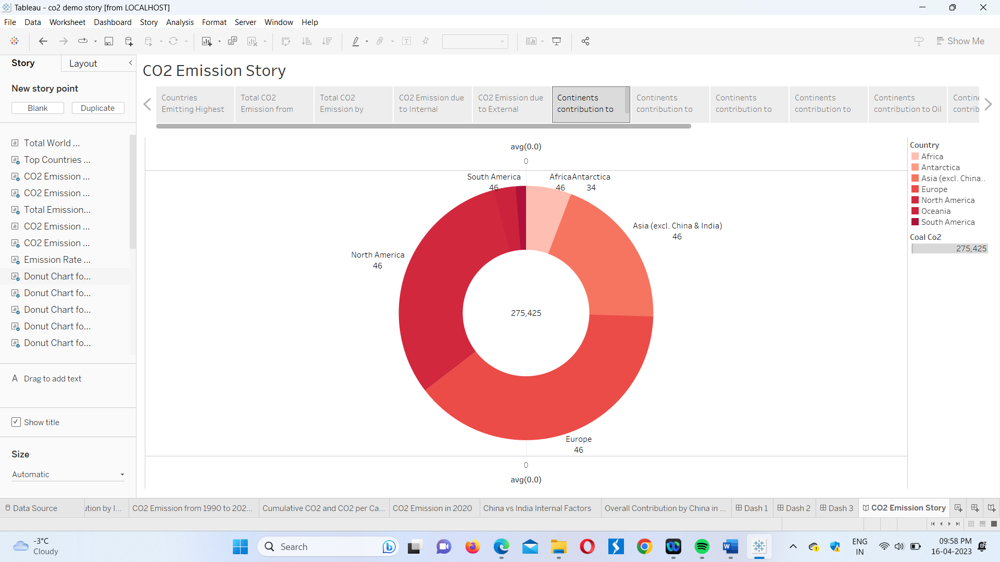 Tableau - co2 demo story [from LOCALHOST]
File Data Worksheet Dashboard Story Analysis Format Server Window Help
Show Me
Story Layout
New story point
Blank Duplicate
Total World ...
Top Countries ...
CO2 Emission ...
CO2 Emission ...
Total Emission...
CO2 Emission ...
CO2 Emission ...
Emission Rate ...
Donut Chart fo...
Donut Chart fo...
Donut Chart fo...
Donut Chart fo...
Donut Chart fo...
A Drag to add text
Show title
Size
Automatic
CO2 Emission Story
Countries
Emitting Highest
Total CO2
Emission from
Total CO2
Emission by
CO2 Emission due
to Internal
CO2 Emission due
to External
Continents
contribution to
Continents
contribution to
Continents
contribution to
Continents
contribution to
Continents
contribution to Oil
Contine
contrib
avg(0.0)
0
South America
46
Africa
46
Antarctica
34
Asia (excl. China & India)
46
North America
46
275,425
Europe
46
0
avg(0.0)
Country
Africa
Antarctica
Asia (excl. China..
Europe
North America
Oceania
South America
Coal Co2
275,425
Data Source
ution by I...
CO2 Emission from 1990 to 202...
Cumulative CO2 and CO2 per Ca...
CO2 Emission in 2020
China vs India Internal Factors
Overall Contribution by China in ...
Dash 1
Dash 2
Dash 3
CO2 Emission Story
-3°C
Cloudy
Search
ENG
IN
09:58 PM
16-04-2023